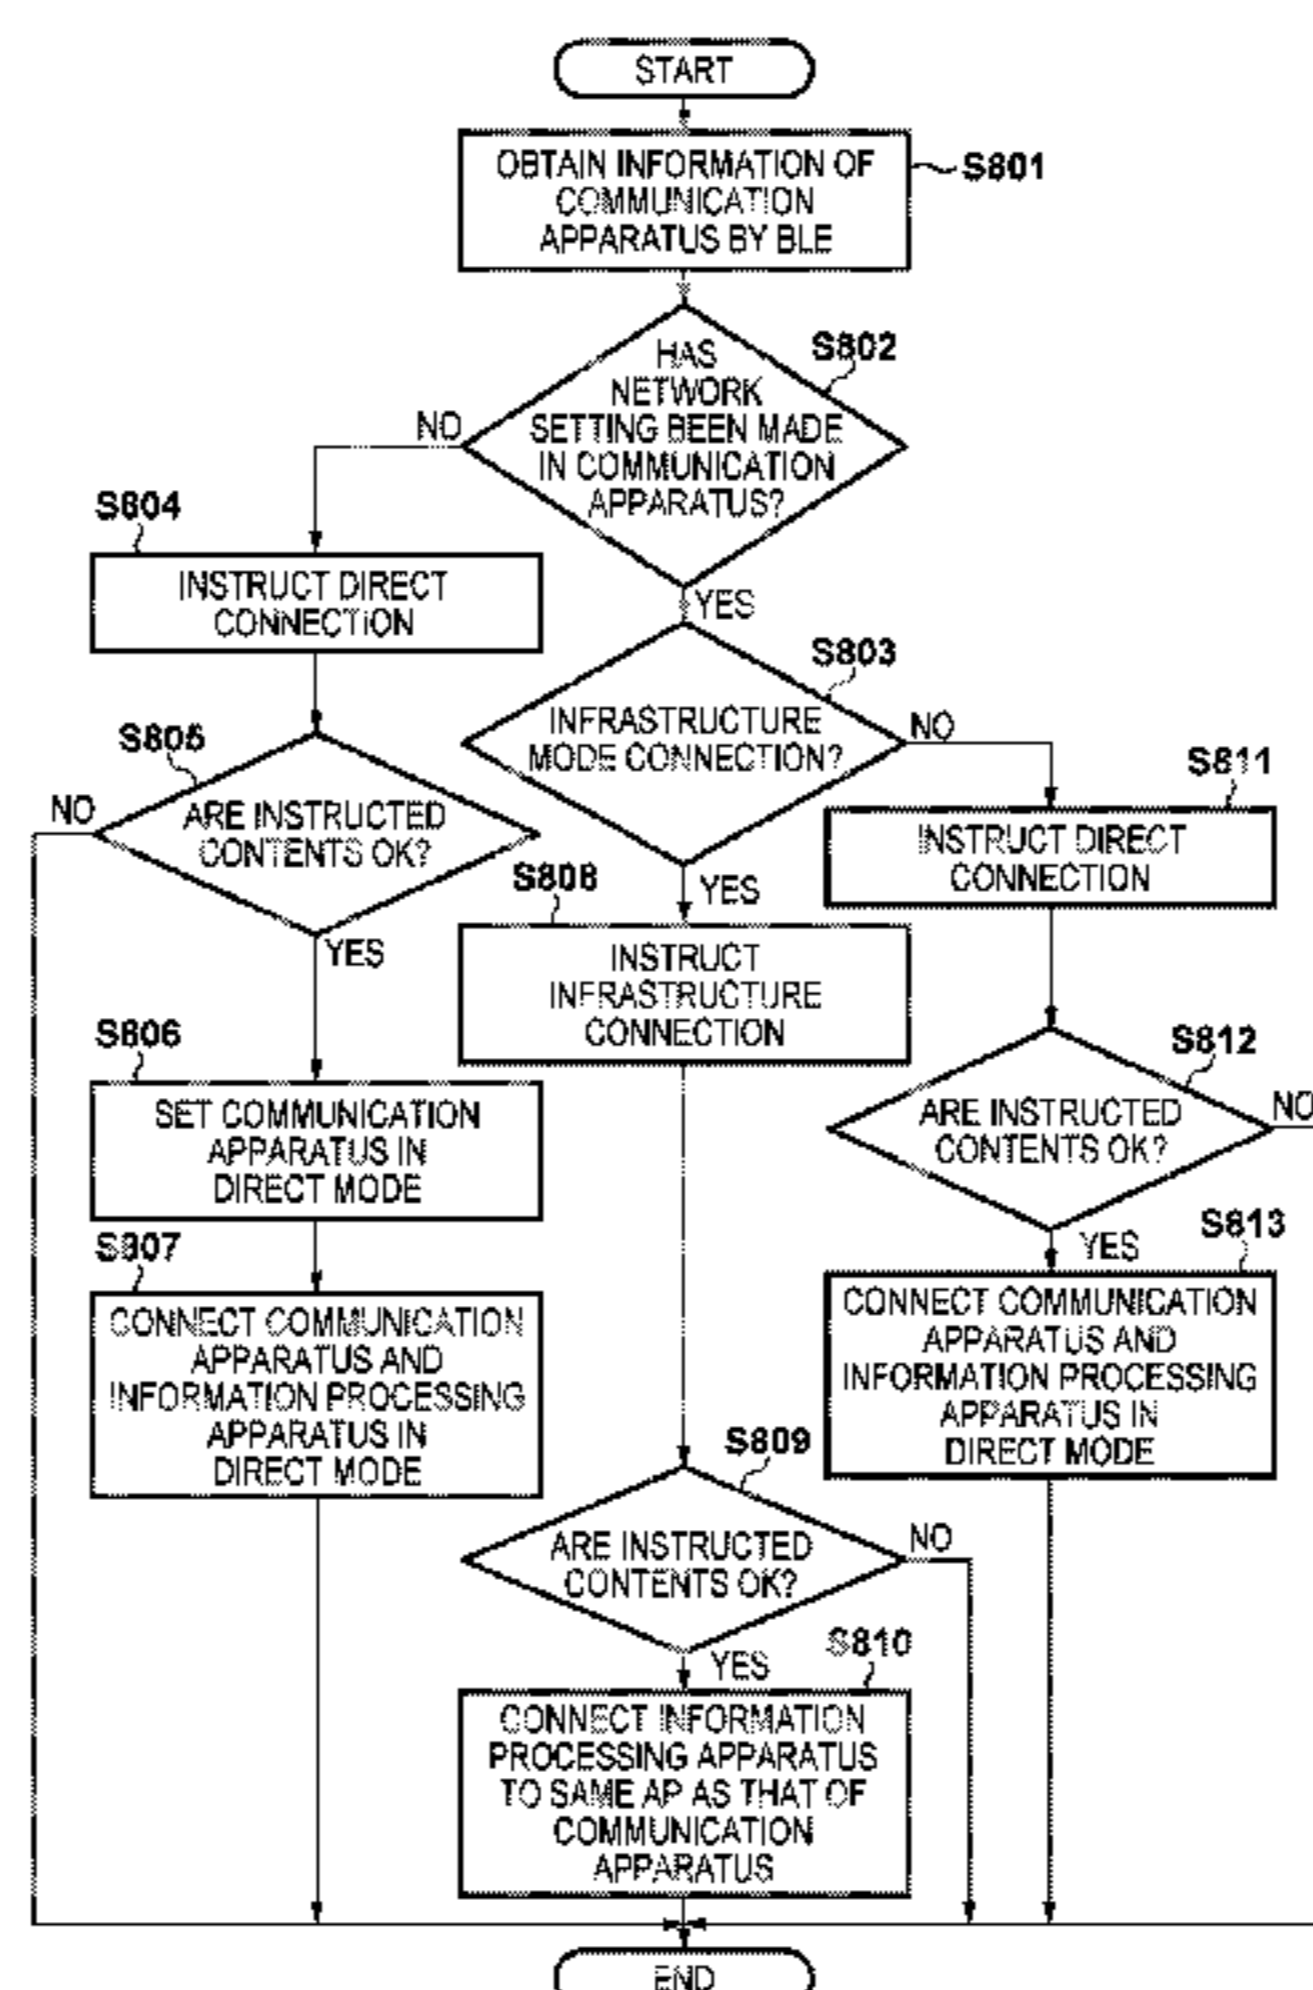 START
OBTAIN INFORMATION OF
COMMUNICATION
APPARATUS BY BLE
S801
HAS
NETWORK
SETTING BEEN MADE
IN COMMUNICATION
APPARATUS?
S802
NO
YES
S804
INSTRUCT DIRECT
CONNECTION
S803
INFRASTRUCTURE
MODE CONNECTION?
NO
YES
S805
ARE INSTRUCTED
CONTENTS OK?
NO
YES
S808
INSTRUCT
INFRASTRUCTURE
CONNECTION
S811
INSTRUCT DIRECT
CONNECTION
S806
SET COMMUNICATION
APPARATUS IN
DIRECT MODE
S812
ARE INSTRUCTED
CONTENTS OK?
NO
YES
S807
CONNECT COMMUNICATION
APPARATUS AND
INFORMATION PROCESSING
APPARATUS IN
DIRECT MODE
S813
CONNECT COMMUNICATION
APPARATUS AND
INFORMATION PROCESSING
APPARATUS IN
DIRECT MODE
S809
ARE INSTRUCTED
CONTENTS OK?
NO
YES
S810
CONNECT INFORMATION
PROCESSING APPARATUS
TO SAME AP AS THAT OF
COMMUNICATION
APPARATUS
END